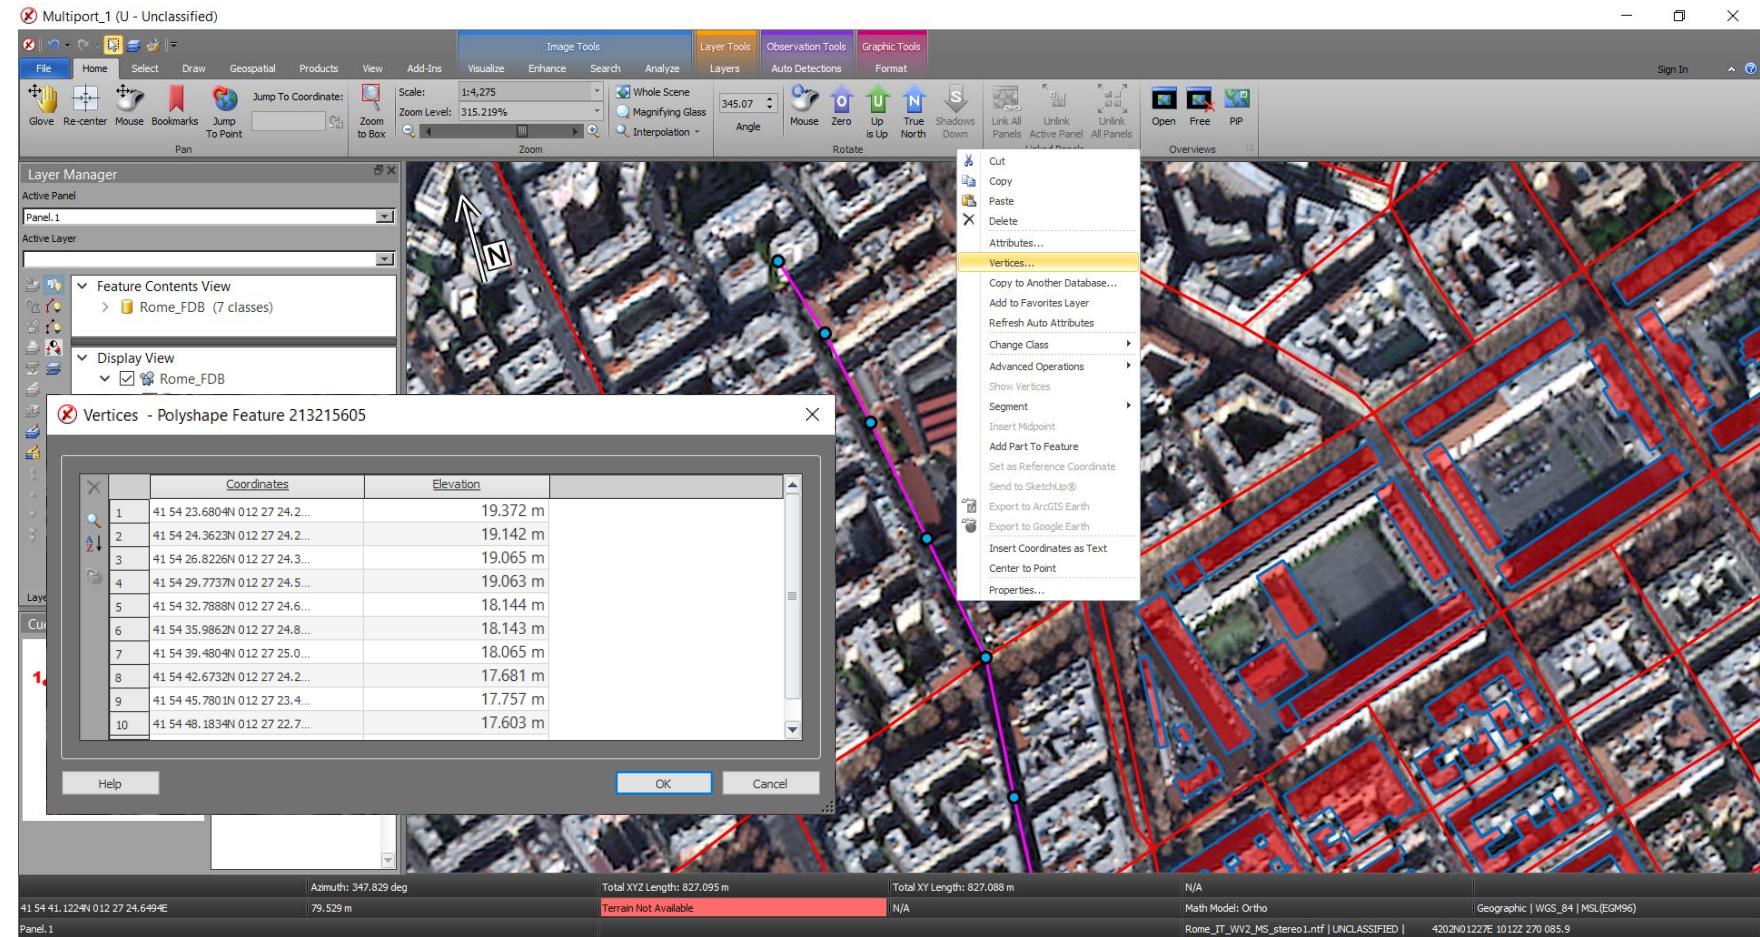 Multiport_1 (U - Unclassified)
Image Tools
Layer Tools
Observation Tools
Graphic Tools
File Home Select Draw Geospatial Products View Add-Ins Visualize Enhance Search Analyze Layers Auto Detections Format Sign In
Glove
Re-center
Mouse
Bookmarks
Jump To Point
Jump To Coordinate:
Pan
Zoom to Box
Scale: 1:4,275
Zoom Level: 315.219%
Whole Scene
Magnifying Glass
Interpolation
Zoom
345.07
Angle
Mouse
Zero
Up is Up
True North
Shadows Down
Rotate
Link All Panels
Unlink Active Panel
Unlink All Panels
Linked Panels
Open
Free
PiP
Overviews
Layer Manager
Active Panel
Panel.1
Active Layer
Feature Contents View
Rome_FDB (7 classes)
Display View
Rome_FDB
N
Cut
Copy
Paste
Delete
Attributes...
Vertices...
Copy to Another Database...
Add to Favorites Layer
Refresh Auto Attributes
Change Class
Advanced Operations
Show Vertices
Segment
Insert Midpoint
Add Part To Feature
Set as Reference Coordinate
Send to SketchUp®
Export to ArcGIS Earth
Export to Google Earth
Insert Coordinates as Text
Center to Point
Properties...
Vertices - Polyshape Feature 213215605
Coordinates Elevation
1 41 54 23.6804N 012 27 24.2... 19.372 m
2 41 54 24.3623N 012 27 24.2... 19.142 m
3 41 54 26.8226N 012 27 24.3... 19.065 m
4 41 54 29.7737N 012 27 24.5... 19.063 m
5 41 54 32.7888N 012 27 24.6... 18.144 m
6 41 54 35.9862N 012 27 24.8... 18.143 m
7 41 54 39.4804N 012 27 25.0... 18.065 m
8 41 54 42.6732N 012 27 24.2... 17.681 m
9 41 54 45.7801N 012 27 23.4... 17.757 m
10 41 54 48.1834N 012 27 22.7... 17.603 m
Help OK Cancel
Laye
Cu
1.
Azimuth: 347.829 deg Total XYZ Length: 827.095 m Total XY Length: 827.088 m N/A
41 54 41.1224N 012 27 24.6494E 79.529 m Terrain Not Available N/A Math Model: Ortho Geographic | WGS_84 | MSL(EGM96)
Panel.1 Rome_IT_WV2_MS_stereo1.ntf | UNCLASSIFIED | 4202N01227E 1012Z 270 085.9